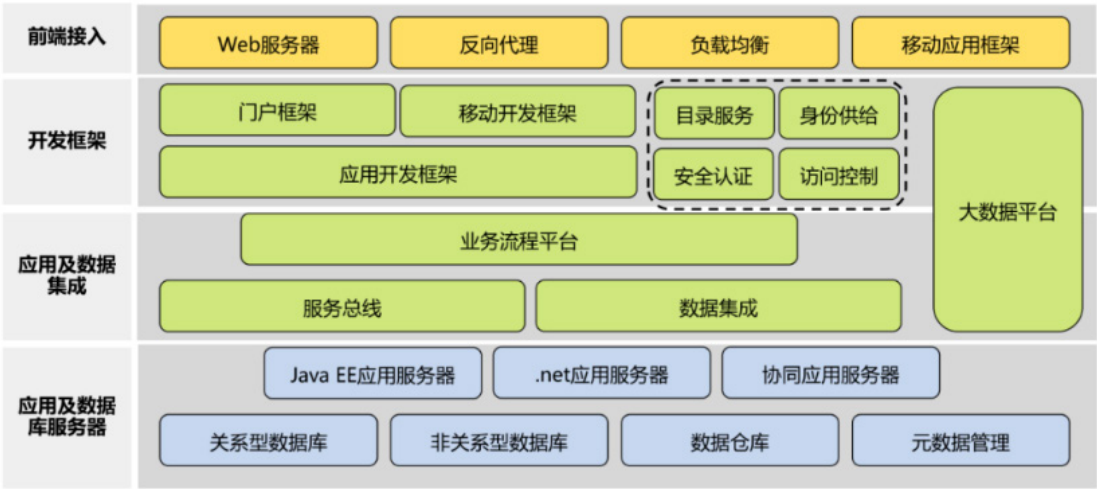 前端接入
Web服务器
反向代理
负载均衡
移动应用框架
开发框架
门户框架
移动开发框架
目录服务
身份供给
应用开发框架
安全认证
访问控制
大数据平台
应用及数据
集成
业务流程平台
服务总线
数据集成
应用及数据
库服务器
Java EE应用服务器
.net应用服务器
协同应用服务器
关系型数据库
非关系型数据库
数据仓库
元数据管理